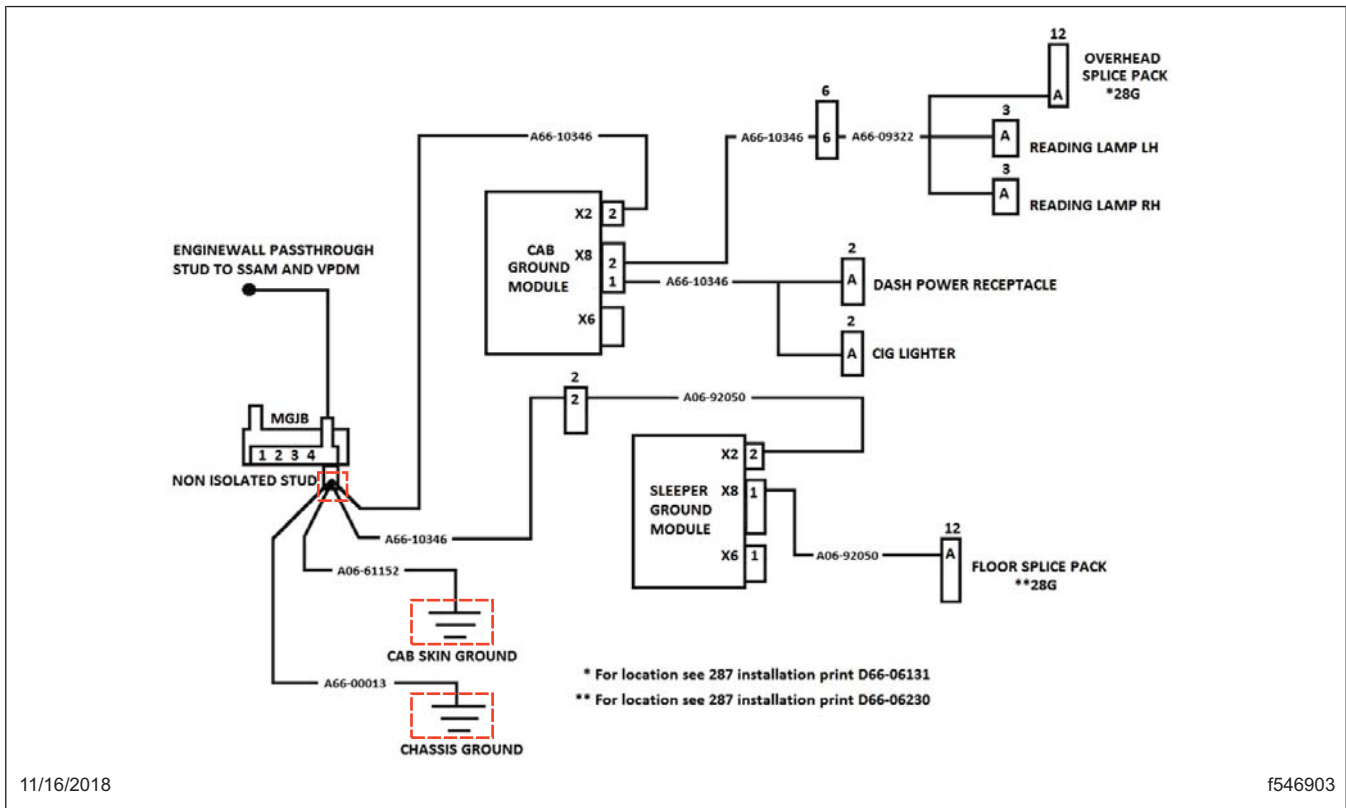 12
OVERHEAD
SPLICE PACK
*28G
A
6
A66-10346
A66-10346
6
A66-09322
3
A
READING LAMP LH
3
A
READING LAMP RH
X2
2
CAB
GROUND
MODULE
X8
2
1
X6
A66-10346
2
A
DASH POWER RECEPTACLE
2
A
CIG LIGHTER
ENGINEWALL PASSTHROUGH
STUD TO SSAM AND VPDM
2
2
A06-92050
MGJB
1 2 3 4
NON ISOLATED STUD
X2
2
SLEEPER
GROUND
MODULE
X8
1
X6
1
A66-10346
A06-92050
12
A
FLOOR SPLICE PACK
**28G
A06-61152
CAB SKIN GROUND
A66-00013
CHASSIS GROUND
* For location see 287 installation print D66-06131
** For location see 287 installation print D66-06230
11/16/2018
f546903